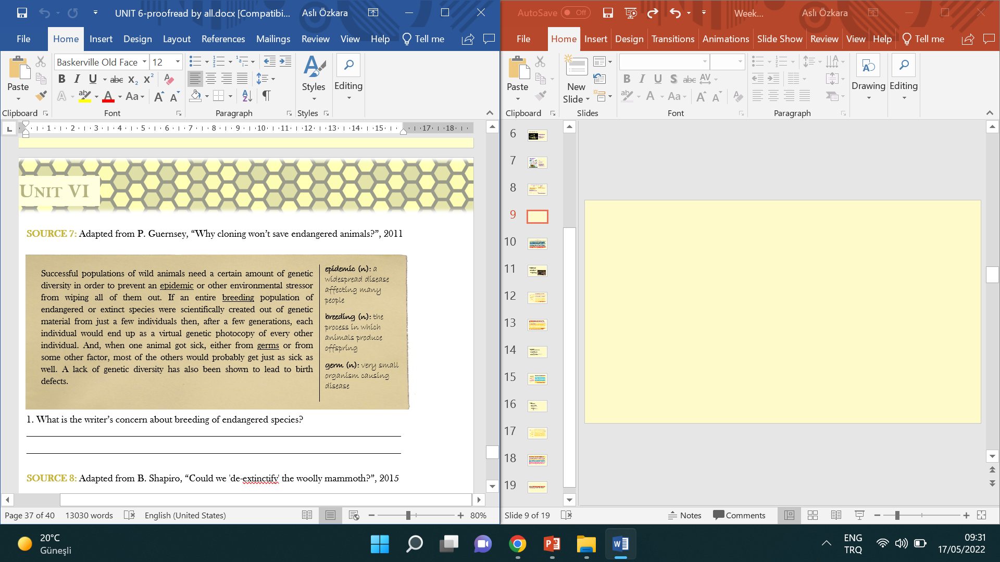 UNIT 6-proofread by all.docx [Compatibi...
Aslı Özkara
File Home Insert Design Layout References Mailings Review View Help Tell me
Baskerville Old Face 12
Paste
Styles
Editing
Clipboard Font Paragraph Styles
1 2 3 4 5 6 7 8 9 10 11 12 13 14 15 17 18
UNIT VI
SOURCE 7: Adapted from P. Guernsey, “Why cloning won’t save endangered animals?”, 2011
Successful populations of wild animals need a certain amount of genetic
diversity in order to prevent an epidemic or other environmental stressor
from wiping all of them out. If an entire breeding population of
endangered or extinct species were scientifically created out of genetic
material from just a few individuals then, after a few generations, each
individual would end up as a virtual genetic photocopy of every other
individual. And, when one animal got sick, either from germs or from
some other factor, most of the others would probably get just as sick as
well. A lack of genetic diversity has also been shown to lead to birth
defects.
epidemic (n): a
widespread disease
affecting many
people
breeding (n): the
process in which
animals produce
offspring
germ (n): very small
organism causing
disease
1. What is the writer’s concern about breeding of endangered species?
SOURCE 8: Adapted from B. Shapiro, “Could we 'de-extinctify' the woolly mammoth?”, 2015
Page 37 of 40 13030 words English (United States) 80%
AutoSave Off
Week...
Aslı Özkara
File Home Insert Design Transitions Animations Slide Show Review View Help Tell me
Paste
New
Slide
Drawing
Editing
Clipboard Slides Font Paragraph
6
7
8
9
10
11
12
13
14
15
16
17
18
19
Slide 9 of 19 Notes Comments
20°C
Güneşli
ENG
TRQ
09:31
17/05/2022